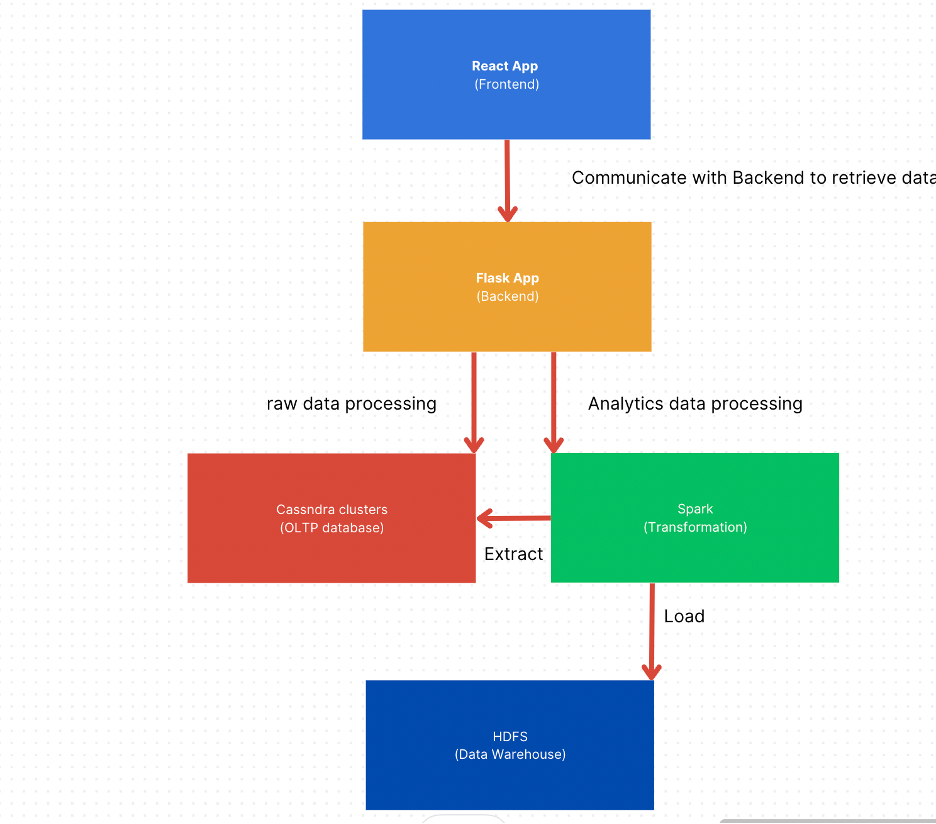 React App
(Frontend)
Communicate with Backend to retrieve data
Flask App
(Backend)
raw data processing
Analytics data processing
Cassndra clusters
(OLTP database)
Spark
(Transformation)
Extract
Load
HDFS
(Data Warehouse)